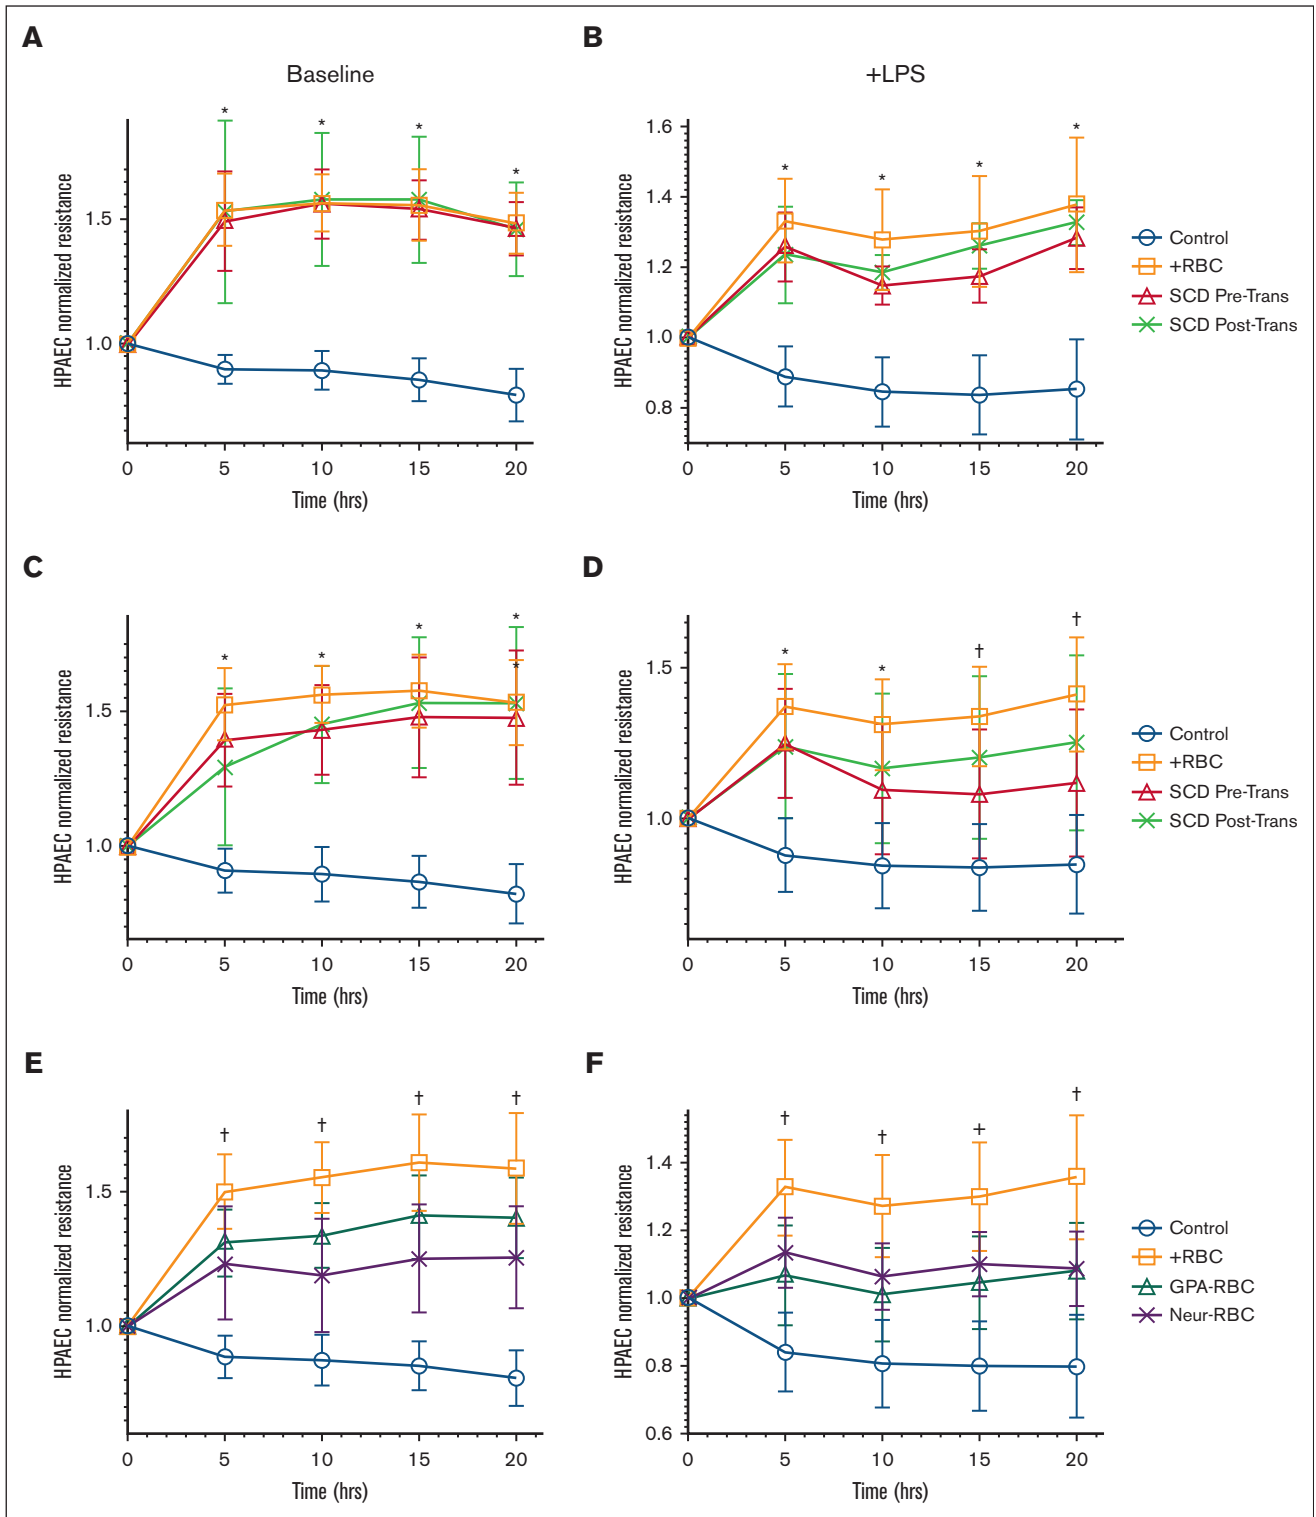 A
B
Baseline
+LPS
*
*
*
*
HPAEC normalized resistance
1.5
1.0
0
5
10
15
20
Time (hrs)
*
*
*
*
HPAEC normalized resistance
1.6
1.4
1.2
1.0
0.8
0
5
10
15
20
Time (hrs)
Control
+RBC
SCD Pre-Trans
SCD Post-Trans
C
D
*
*
*
*
*
HPAEC normalized resistance
1.5
1.0
0
5
10
15
20
Time (hrs)
*
*
†
†
HPAEC normalized resistance
1.5
1.0
0
5
10
15
20
Time (hrs)
Control
+RBC
SCD Pre-Trans
SCD Post-Trans
E
F
†
†
†
†
HPAEC normalized resistance
1.5
1.0
0
5
10
15
20
Time (hrs)
†
†
+
†
HPAEC normalized resistance
1.4
1.2
1.0
0.8
0.6
0
5
10
15
20
Time (hrs)
Control
+RBC
GPA-RBC
Neur-RBC